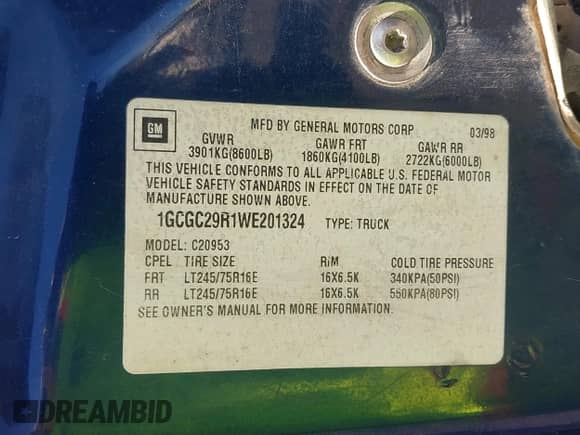 GM
MFD BY GENERAL MOTORS CORP 03/98
GVWR GAWR FRT GAWR RR
3901KG(8600LB) 1860KG(4100LB) 2722KG(6000LB)
THIS VEHICLE CONFORMS TO ALL APPLICABLE U.S. FEDERAL MOTOR
VEHICLE SAFETY STANDARDS IN EFFECT ON THE DATE OF
MANUFACTURE SHOWN ABOVE.
1GCGC29R1WE201324 TYPE: TRUCK
MODEL: C20953
CPEL TIRE SIZE RIM COLD TIRE PRESSURE
FRT LT245/75R16E 16X6.5K 340KPA(50PSI)
RR LT245/75R16E 16X6.5K 550KPA(80PSI)
SEE OWNER'S MANUAL FOR MORE INFORMATION.
DREAMBID